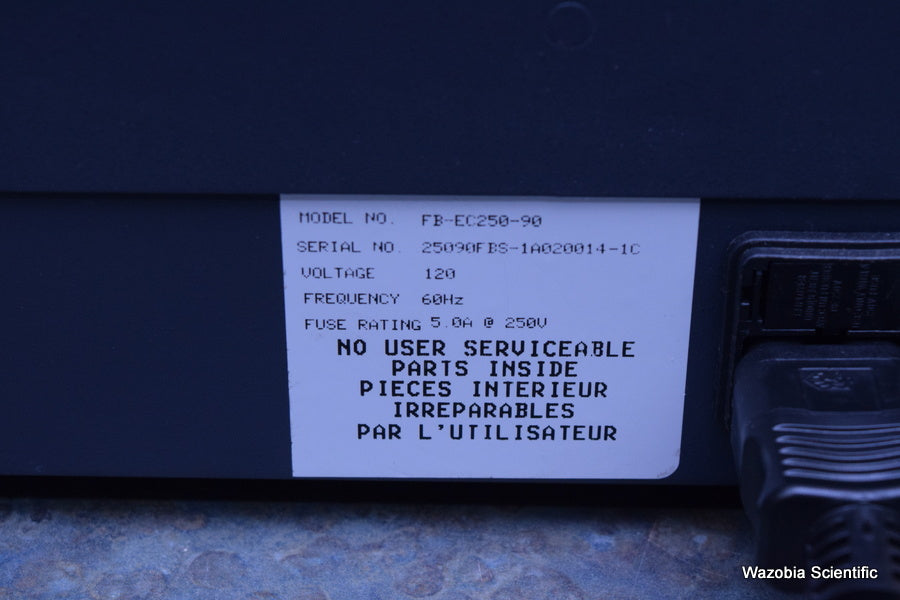 MODEL NO. FB-EC250-90
SERIAL NO. 25090FBS-1A020014-1C
VOLTAGE 120
FREQUENCY 60Hz
FUSE RATING 5.0A @ 250V
NO USER SERVICEABLE
PARTS INSIDE
PIECES INTERIEUR
IRREPARABLES
PAR L'UTILISATEUR
Wazobia Scientific